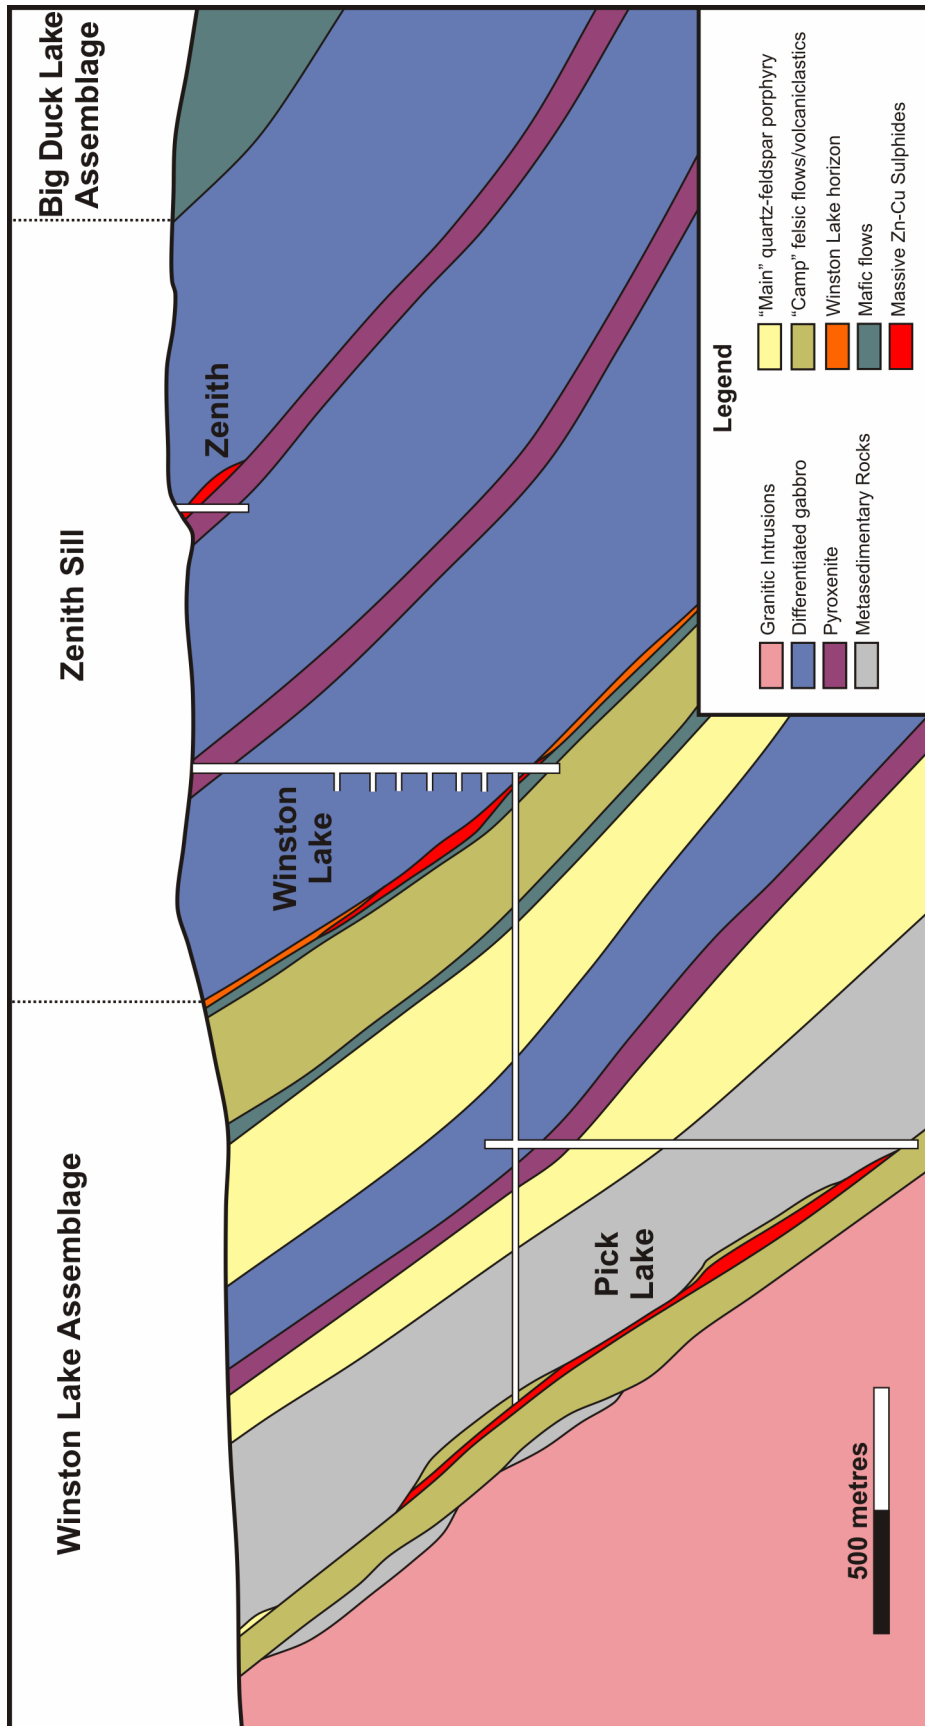 Winston Lake Assemblage
Zenith Sill
Big Duck Lake
Assemblage
Zenith
Winston
Lake
Pick
Lake
500 metres
Legend
Granitic Intrusions
Differentiated gabbro
Pyroxenite
Metasedimentary Rocks
“Main” quartz-feldspar porphyry
“Camp” felsic flows/volcaniclastics
Winston Lake horizon
Mafic flows
Massive Zn-Cu Sulphides